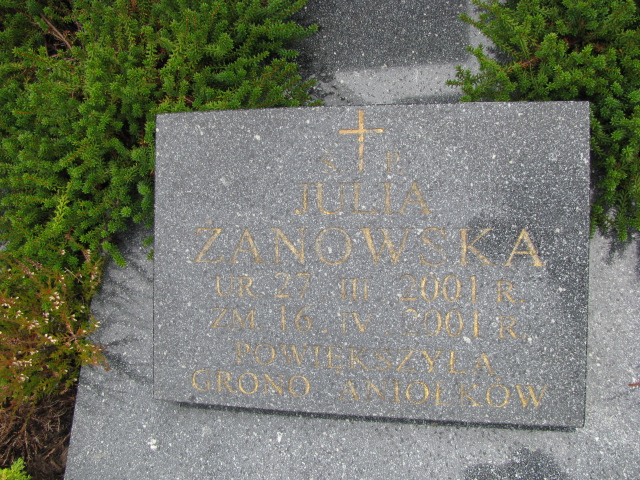 Ś. P.
JULIA
ŻANOWSKA
UR. 27. III. 2001 R.
ZM. 16. IV. 2001 R.
POWIĘKSZYŁA
GRONO ANIOŁKÓW